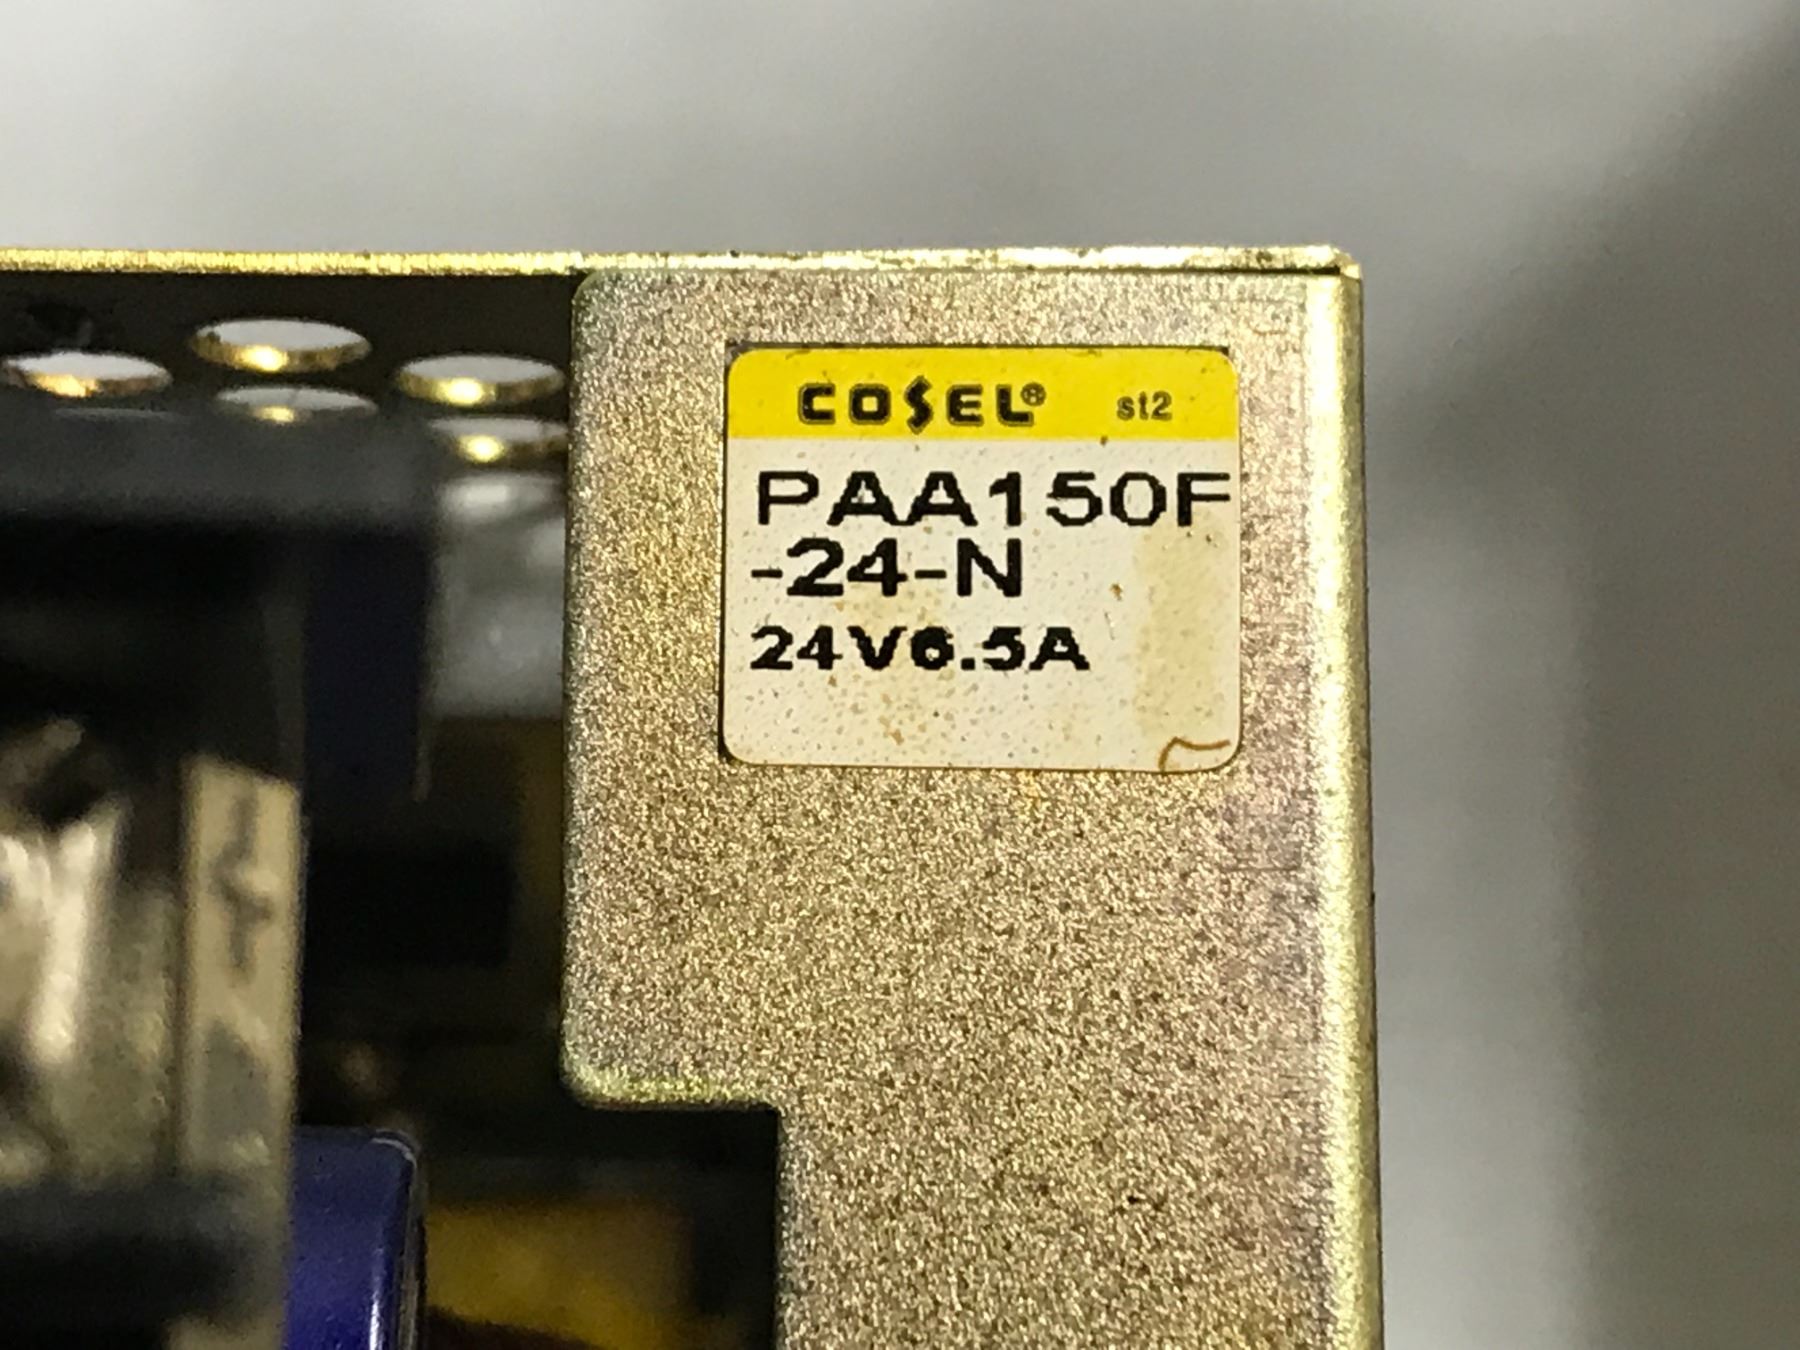 COSEL® st2
PAA150F
-24-N
24V6.5A